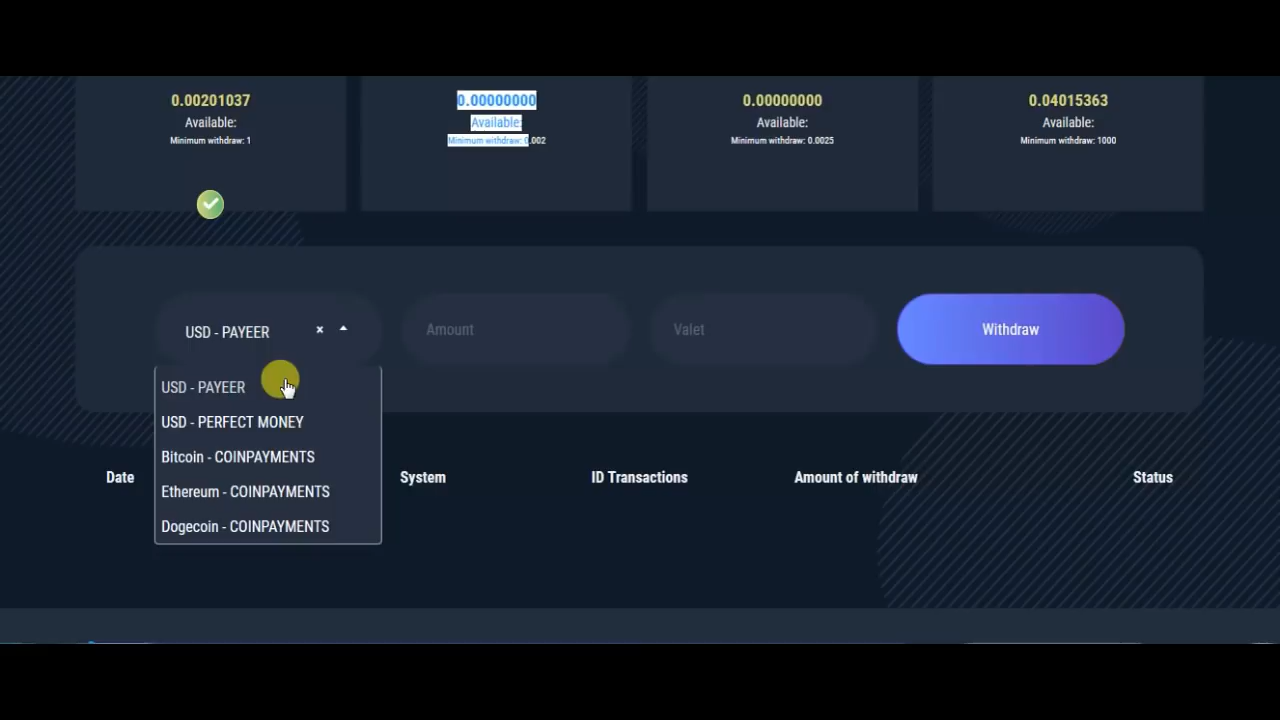 0.00201037 0.00000000 0.00000000 0.04015363
Available: Available: Available: Available:
Minimum withdraw: 1 Minimum withdraw: 0.002 Minimum withdraw: 0.0025 Minimum withdraw: 1000
USD - PAYEER × Amount Valet Withdraw
USD - PAYEER
USD - PERFECT MONEY
Bitcoin - COINPAYMENTS
Ethereum - COINPAYMENTS
Dogecoin - COINPAYMENTS
Date System ID Transactions Amount of withdraw Status